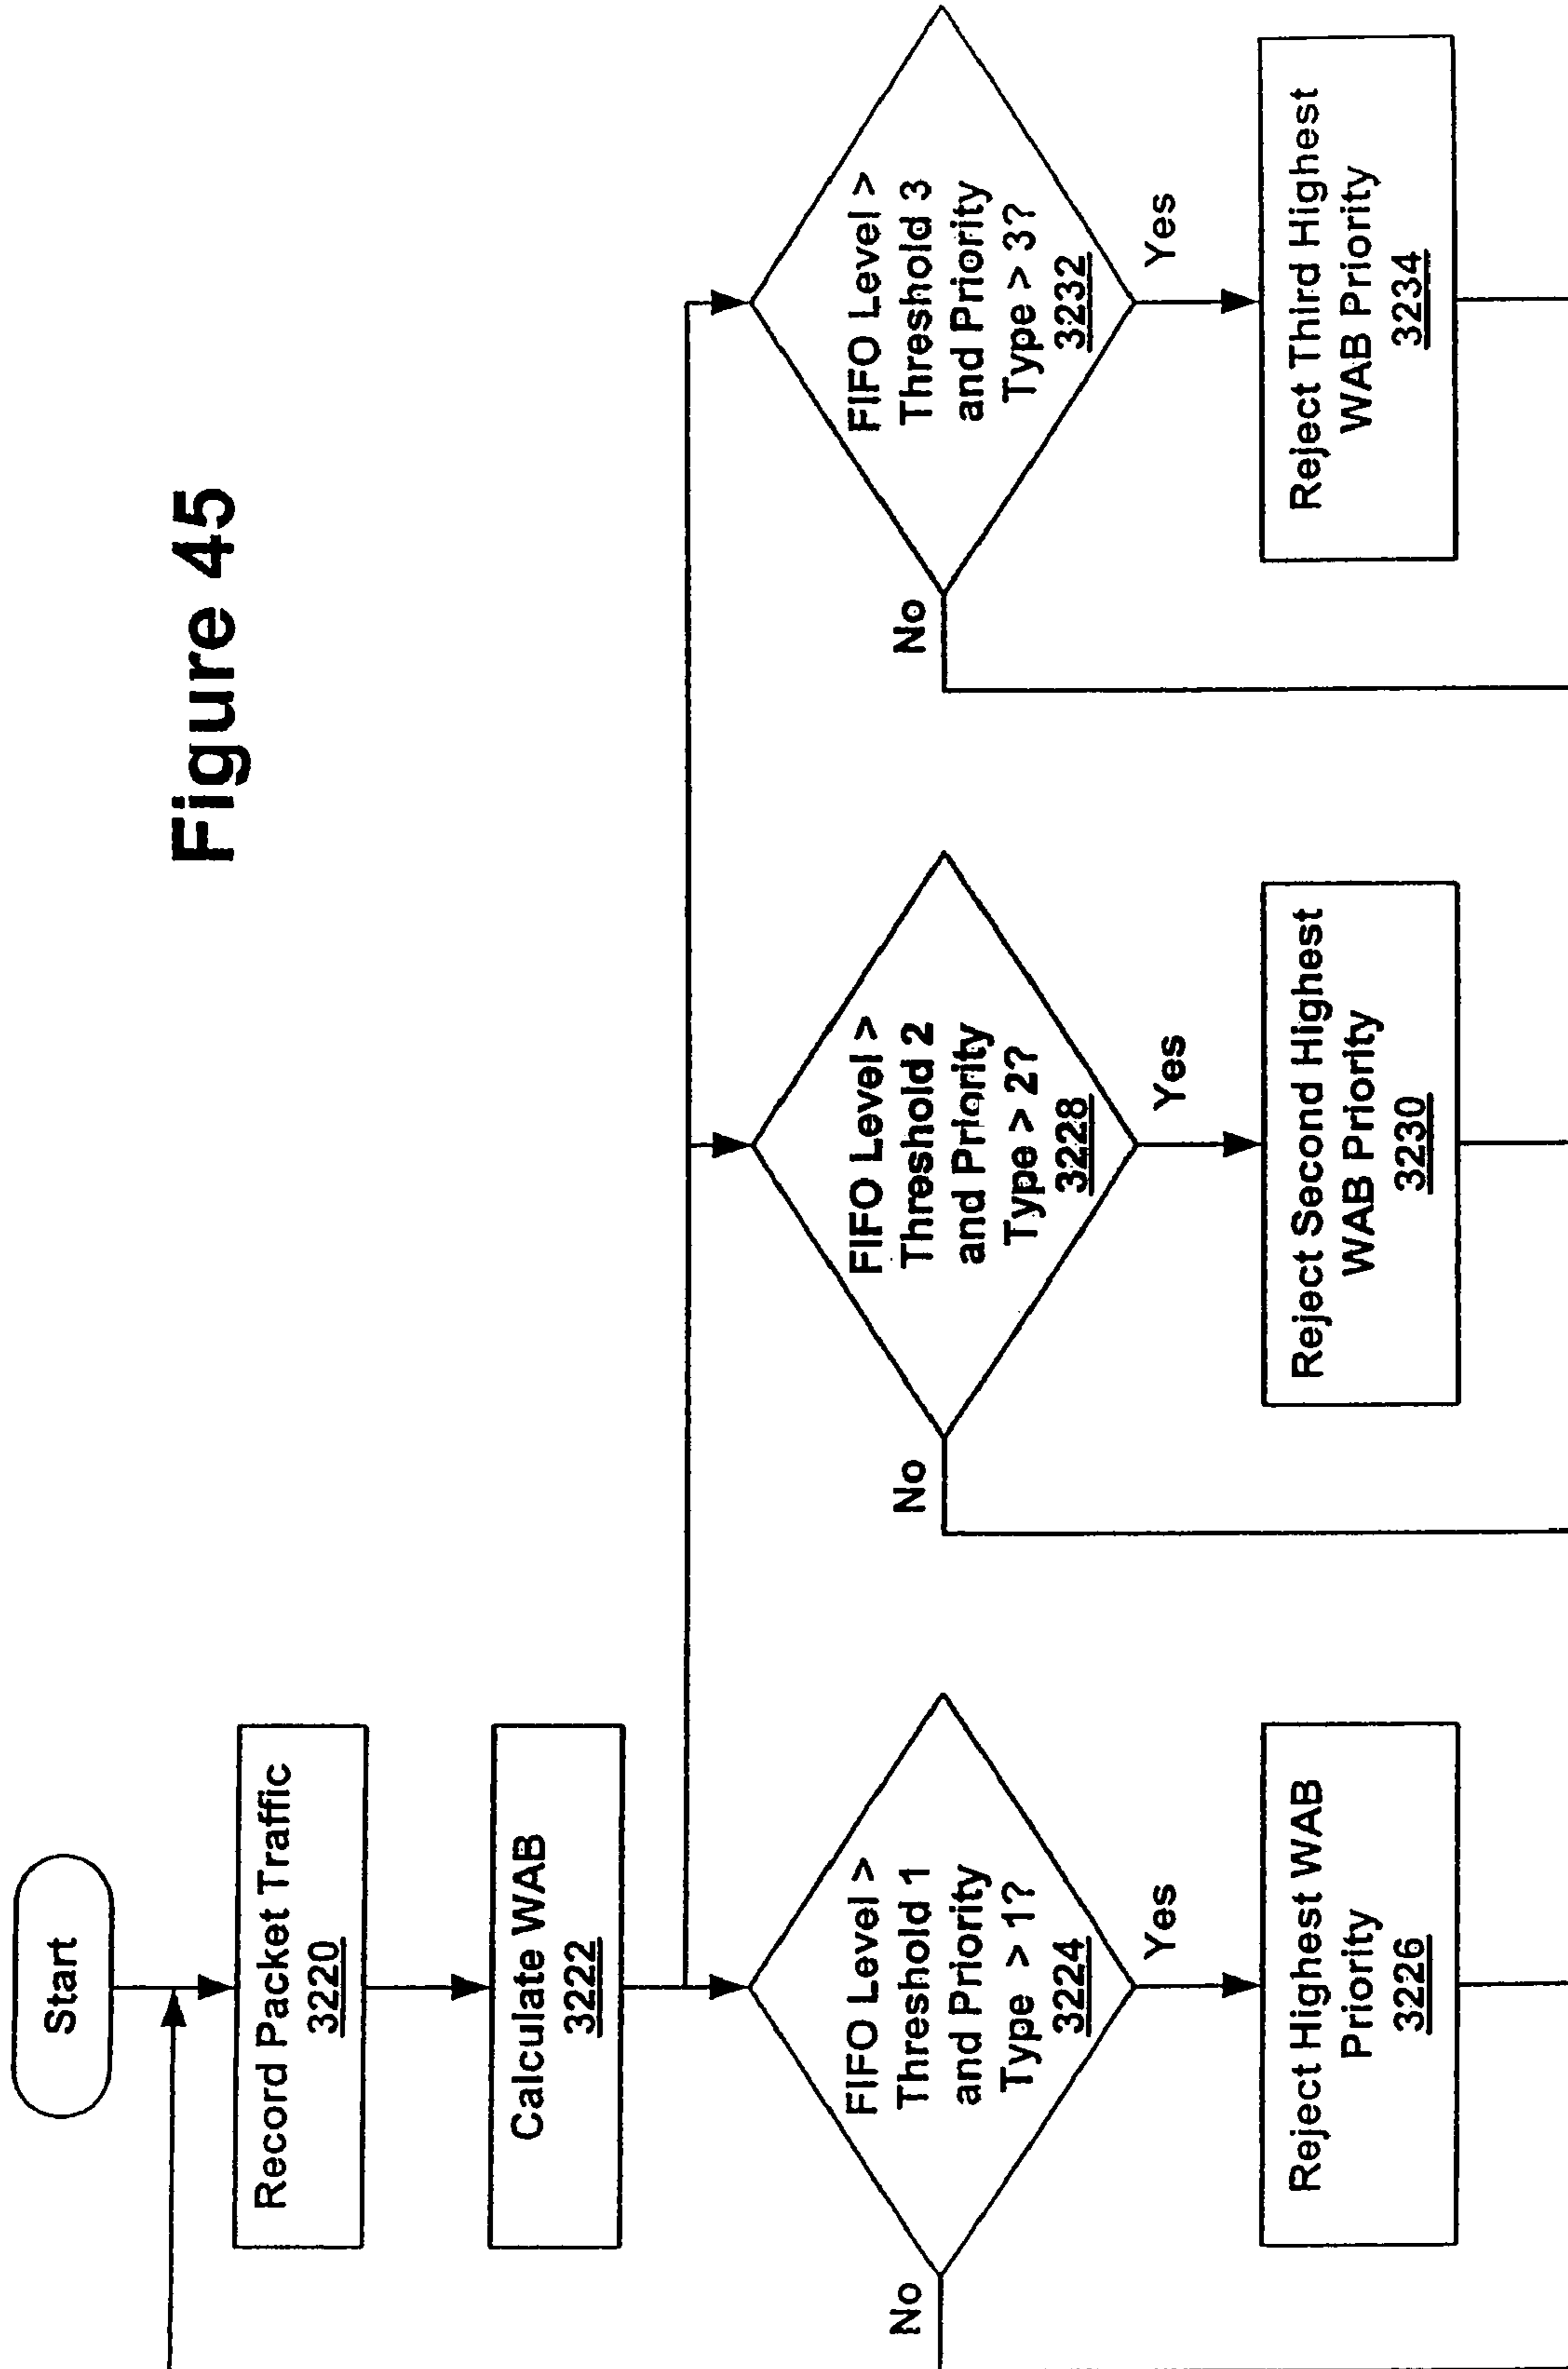 Figure 45
Start
Record Packet Traffic
3220
Calculate WAB
3222
FIFO Level >
Threshold 1
and Priority
Type > 1?
3224
No
Yes
Reject Highest WAB
Priority
3226
FIFO Level >
Threshold 2
and Priority
Type > 2?
3228
No
Yes
Reject Second Highest
WAB Priority
3230
FIFO Level >
Threshold 3
and Priority
Type > 3?
3232
No
Yes
Reject Third Highest
WAB Priority
3234